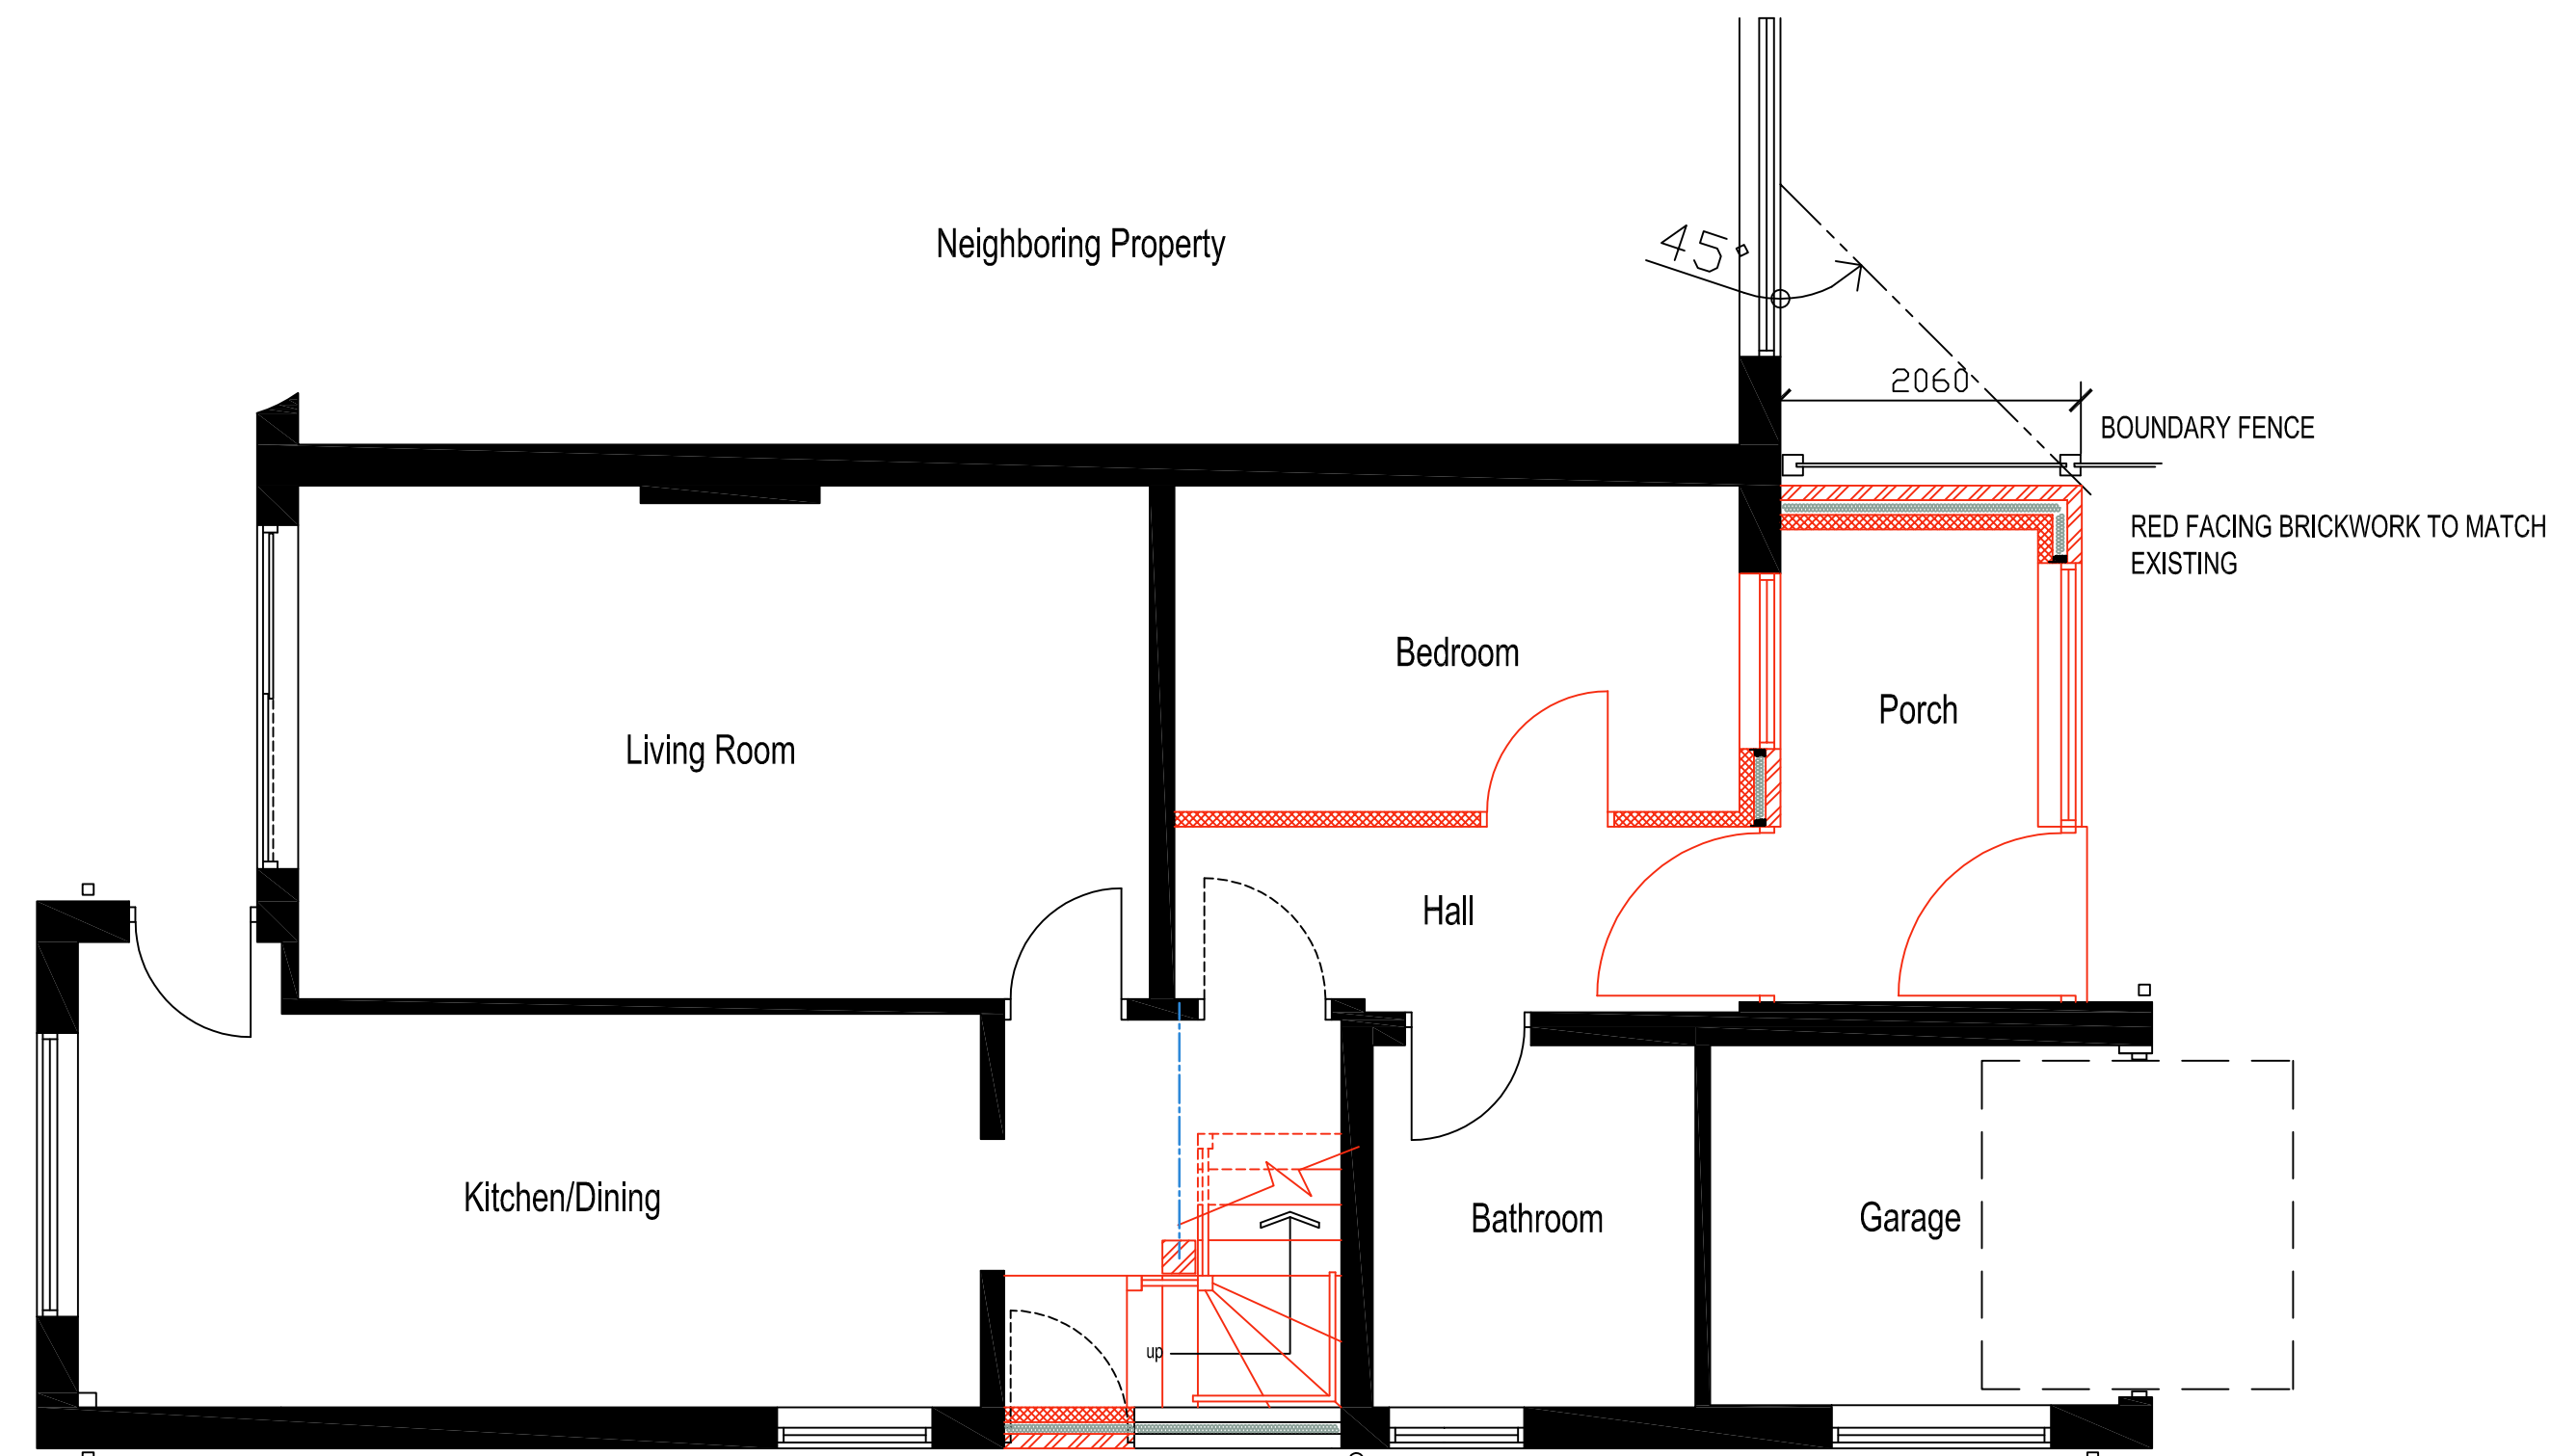 Neighboring Property
45°
2060
BOUNDARY FENCE
RED FACING BRICKWORK TO MATCH
EXISTING
Bedroom
Porch
Living Room
Hall
Kitchen/Dining
Bathroom
Garage
up